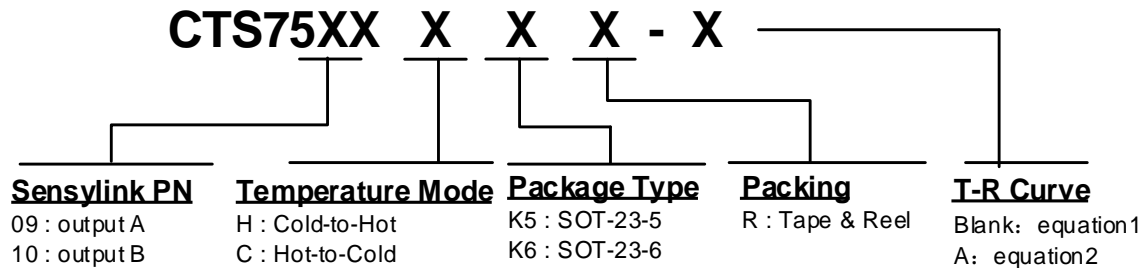 CTS75XX X X X - X
Sensylink PN
09 : output A
10 : output B
Temperature Mode
H : Cold-to-Hot
C : Hot-to-Cold
Package Type
K5 : SOT-23-5
K6 : SOT-23-6
Packing
R : Tape & Reel
T-R Curve
Blank： equation1
A： equation2